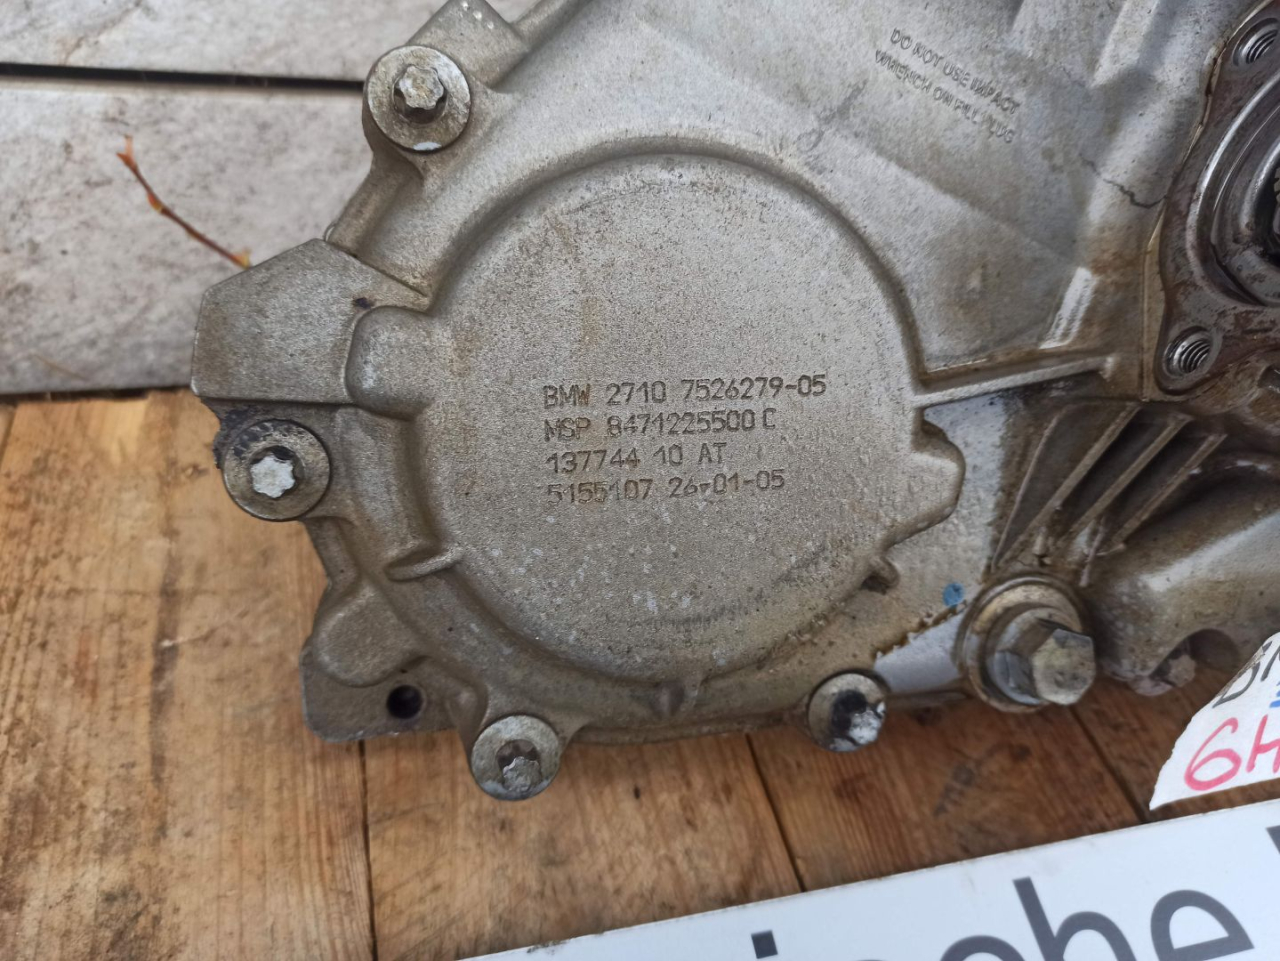 DO NOT USE IMPACT
WRENCH ON FILL PLUG
BMW 2710 7526279-05
MSP 8471225500 C
137744 10 AT
5155107 26-01-05
6H